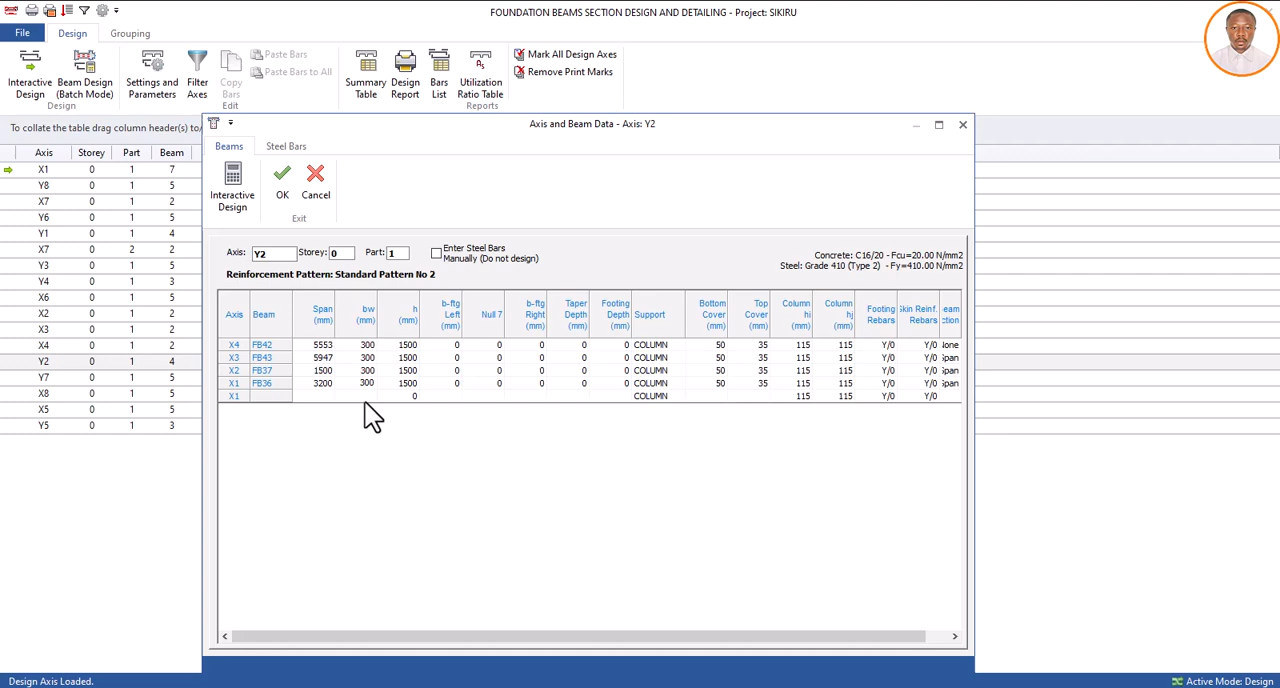 FOUNDATION BEAMS SECTION DESIGN AND DETAILING - Project: SIKIRU
File Design Grouping
Interactive Design
Beam Design (Batch Mode)
Settings and Parameters
Filter Axes
Copy Bars
Paste Bars
Paste Bars to All
Summary Table
Design Report
Bars List
Utilization Ratio Table
Mark All Design Axes
Remove Print Marks
Design Edit Reports
To collate the table drag column header(s) to/
Axis Storey Part Beam
X1 0 1 7
Y8 0 1 5
X7 0 1 2
Y6 0 1 5
Y1 0 1 4
X7 0 2 2
Y3 0 1 5
Y4 0 1 3
X6 0 1 5
X2 0 1 5
X3 0 1 2
X4 0 1 2
Y2 0 1 4
Y7 0 1 5
X8 0 1 5
X5 0 1 5
Y5 0 1 3
Axis and Beam Data - Axis: Y2
Beams Steel Bars
Interactive Design
OK
Cancel
Exit
Axis: Y2 Storey: 0 Part: 1
Enter Steel Bars
Manually (Do not design)
Concrete: C16/20 - Fcu=20.00 N/mm2
Steel: Grade 410 (Type 2) - Fy=410.00 N/mm2
Reinforcement Pattern: Standard Pattern No 2
Axis Beam Span (mm) bw (mm) h (mm) b-ftg Left (mm) Null 7 b-ftg Right (mm) Taper Depth (mm) Footing Depth (mm) Support Bottom Cover (mm) Top Cover (mm) Column hi (mm) Column hj (mm) Footing Rebars Skin Reinf. Rebars
X4 FB42 5553 300 1500 0 0 0 0 0 COLUMN 50 35 115 115 Y/0 Y/0
X3 FB43 5947 300 1500 0 0 0 0 0 COLUMN 50 35 115 115 Y/0 Y/0
X2 FB37 1500 300 1500 0 0 0 0 0 COLUMN 50 35 115 115 Y/0 Y/0
X1 FB36 3200 300 1500 0 0 0 0 0 COLUMN 50 35 115 115 Y/0 Y/0
X1 0 COLUMN 115 115 Y/0 Y/0
Design Axis Loaded.
Active Mode: Design